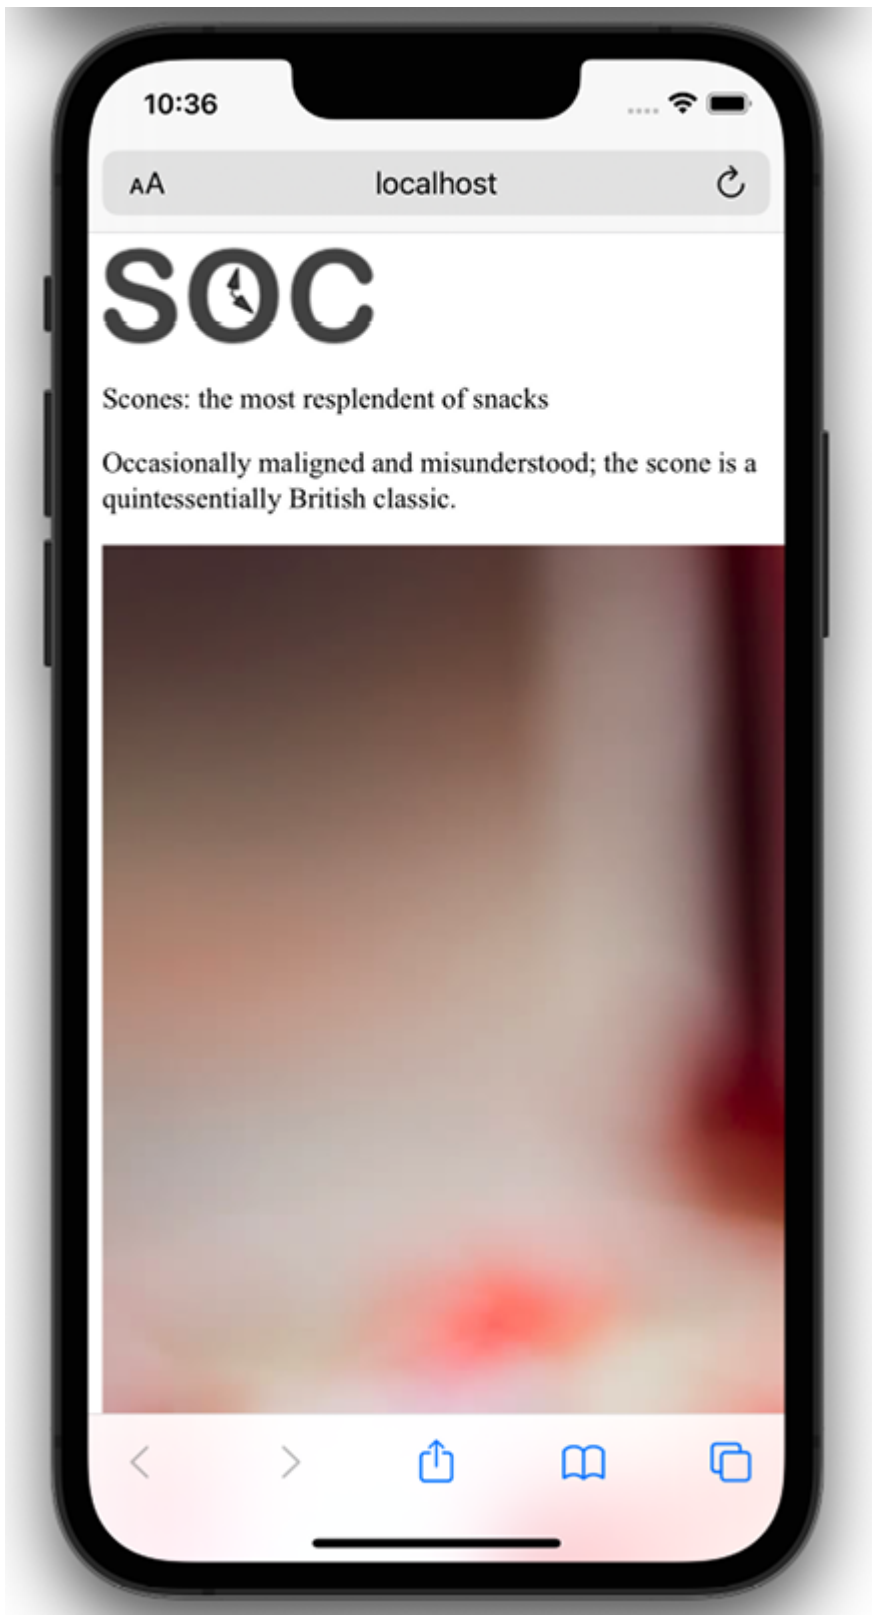 10:36
AA
localhost
SOC
Scones: the most resplendent of snacks
Occasionally maligned and misunderstood; the scone is a
quintessentially British classic.